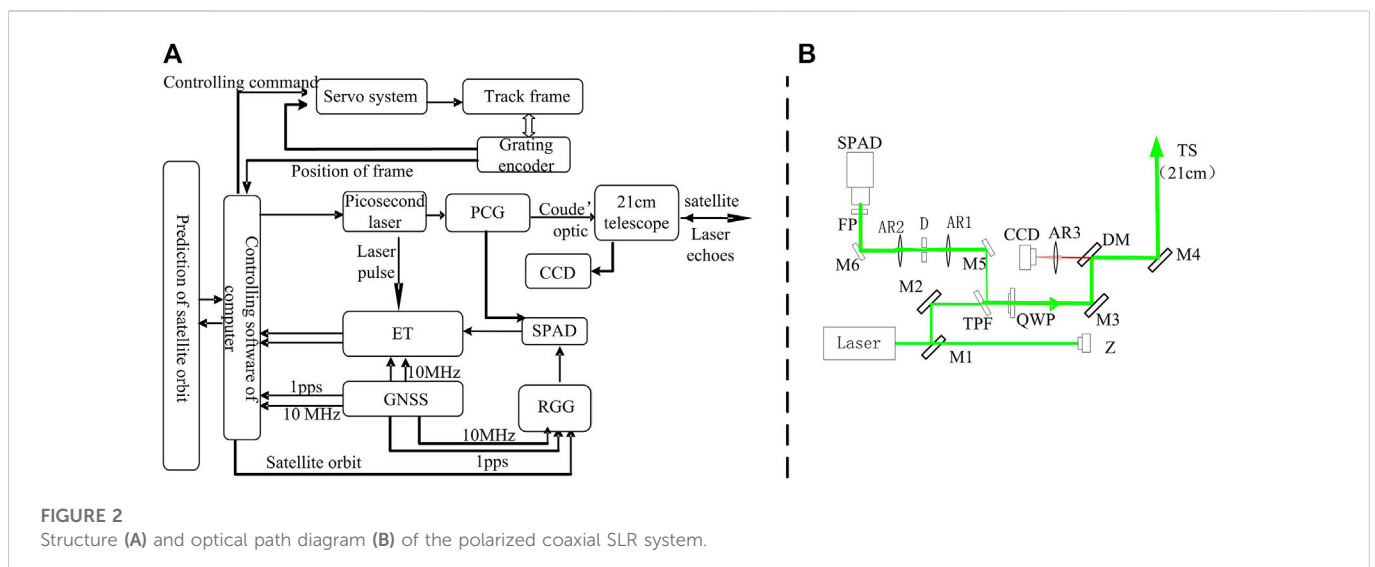 A
Controlling command
Servo system
Track frame
Grating
encoder
Position of frame
Prediction of satellite orbit
Controlling software of
computer
Picosecond
laser
PCG
Coude'
optic
21cm
telescope
satellite
Laser
echoes
Laser
pulse
CCD
ET
SPAD
10MHz
1pps
GNSS
10 MHz
RGG
10MHz
1pps
Satellite orbit
B
SPAD
TS
(21cm)
FP
AR2
D
AR1
CCD
AR3
DM
M6
M5
M4
M2
TPF
QWP
M3
Laser
M1
Z
FIGURE 2
Structure (A) and optical path diagram (B) of the polarized coaxial SLR system.